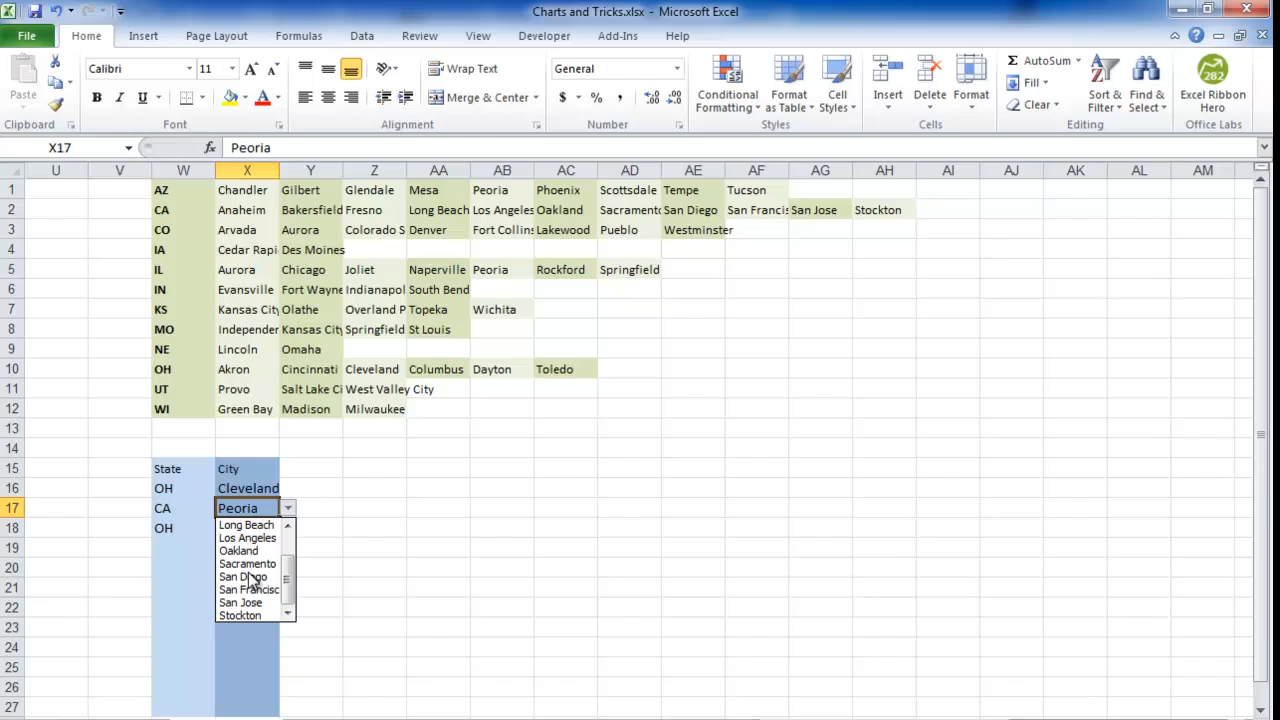 Charts and Tricks.xlsx - Microsoft Excel
File Home Insert Page Layout Formulas Data Review View Developer Add-Ins Help
Calibri 11 Wrap Text General AutoSum
Paste Conditional Formatting Format as Table Cell Styles Insert Delete Format Fill Sort & Filter Find & Select Excel Ribbon Hero
B I U Merge & Center $ % , Clear
Clipboard Font Alignment Number Styles Cells Editing Office Labs
X17 fx Peoria
U V W X Y Z AA AB AC AD AE AF AG AH AI AJ AK AL AM
1 AZ Chandler Gilbert Glendale Mesa Peoria Phoenix Scottsdale Tempe Tucson
2 CA Anaheim Bakersfield Fresno Long Beach Los Angeles Oakland Sacramento San Diego San Francis San Jose Stockton
3 CO Arvada Aurora Colorado S Denver Fort Collins Lakewood Pueblo Westminster
4 IA Cedar Rapi Des Moines
5 IL Aurora Chicago Joliet Naperville Peoria Rockford Springfield
6 IN Evansville Fort Wayne Indianapol South Bend
7 KS Kansas City Olathe Overland P Topeka Wichita
8 MO Independer Kansas City Springfield St Louis
9 NE Lincoln Omaha
10 OH Akron Cincinnati Cleveland Columbus Dayton Toledo
11 UT Provo Salt Lake Ci West Valley City
12 WI Green Bay Madison Milwaukee
13
14
15 State City
16 OH Cleveland
17 CA Peoria
18 OH Long Beach
Los Angeles
19 Oakland
20 Sacramento
San Diego
21 San Francisc
San Jose
22 Stockton
23
24
25
26
27
282